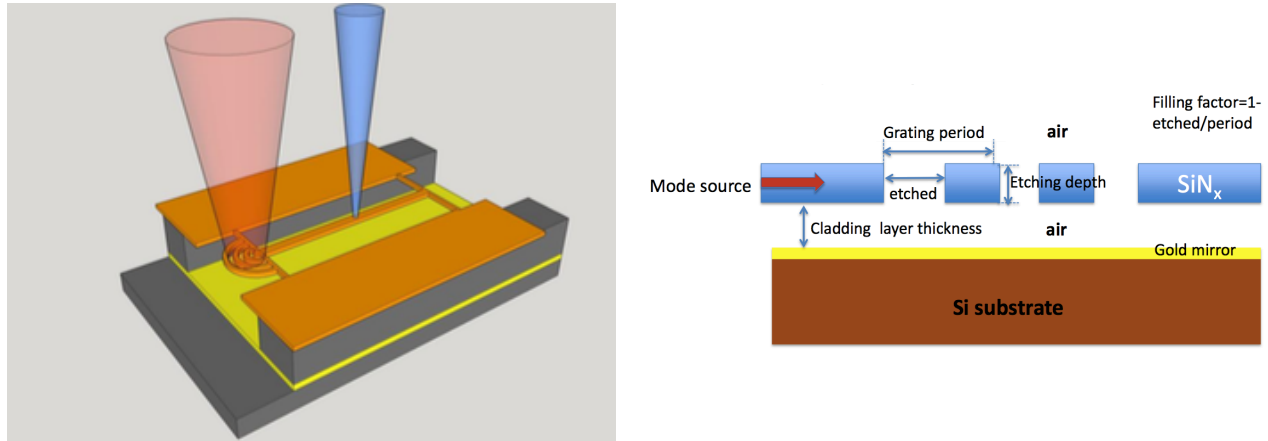 Filling factor=1-
etched/period
Grating period
air
Mode source
etched
Etching depth
SiNx
Cladding layer thickness
air
Gold mirror
Si substrate